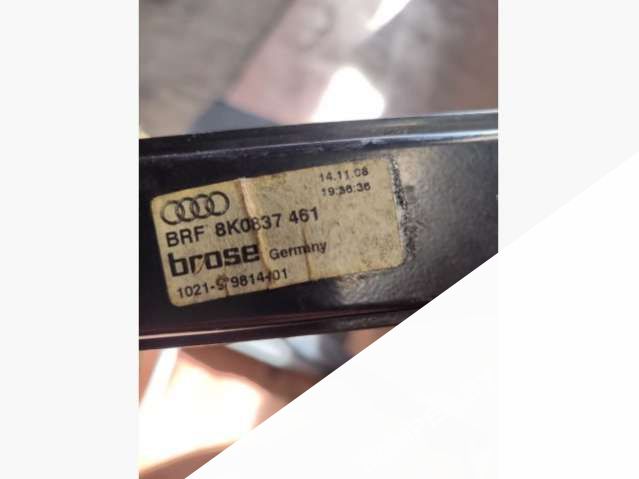 14.11.08
19:36:36
BRF 8K0837 461
brose Germany